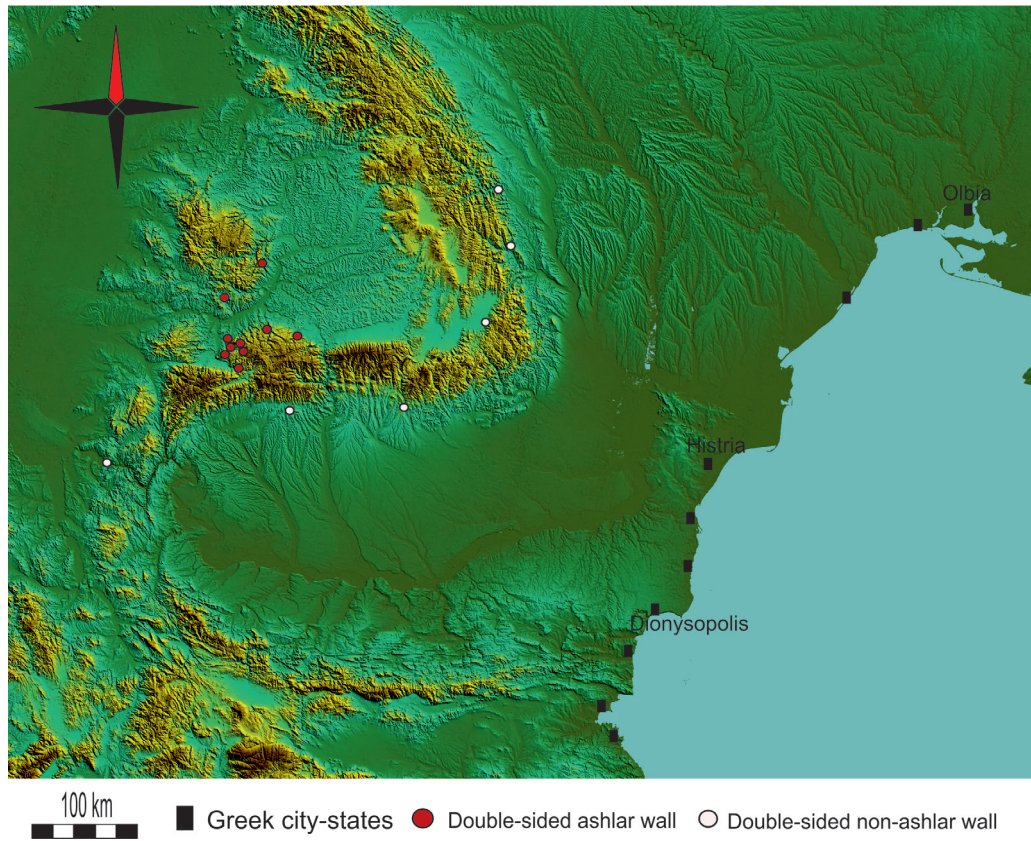 Olbia
Histria
Dionysopolis
100 km
Greek city-states
Double-sided ashlar wall
Double-sided non-ashlar wall